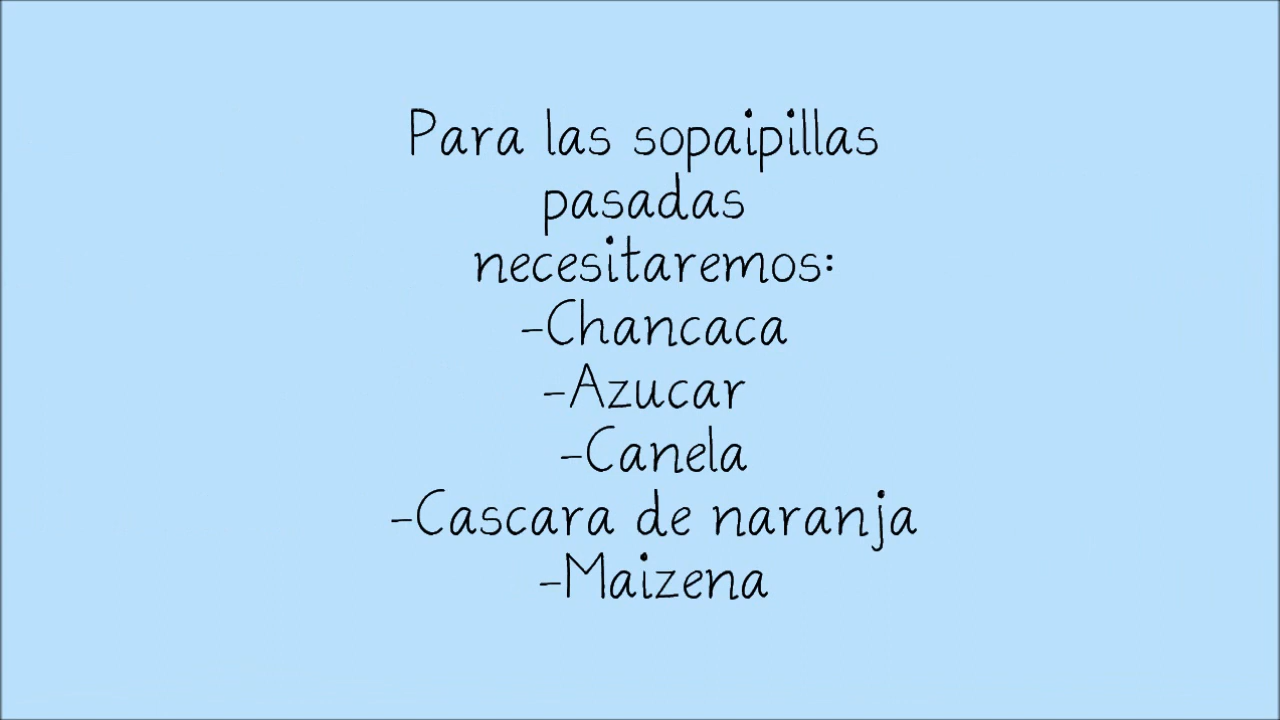 Para las sopaipillas
pasadas
necesitaremos:
-Chancaca
-Azucar
-Canela
-Cascara de naranja
-Maizena